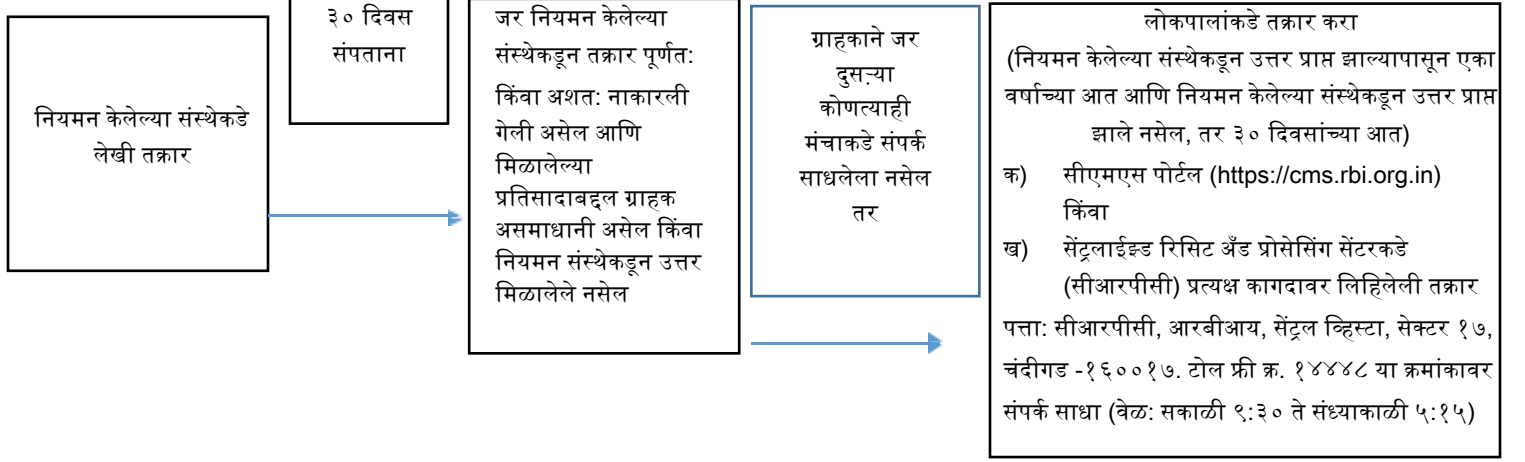 नियमन केलेल्या संस्थेकडे
लेखी तक्रार
३० दिवस
संपताना
जर नियमन केलेल्या
संस्थेकडून तक्रार पूर्णत:
किंवा अशत: नाकारली
गेली असेल आणि
मिळालेल्या
प्रतिसादाबद्दल ग्राहक
असमाधानी असेल किंवा
नियमन संस्थेकडून उत्तर
मिळालेले नसेल
ग्राहकाने जर
दुसऱ्या
कोणत्याही
मंचाकडे संपर्क
साधलेला नसेल
तर
लोकपालांकडे तक्रार करा
(नियमन केलेल्या संस्थेकडून उत्तर प्राप्त झाल्यापासून एका
वर्षाच्या आत आणि नियमन केलेल्या संस्थेकडून उत्तर प्राप्त
झाले नसेल, तर ३० दिवसांच्या आत)
क) सीएमएस पोर्टल (https://cms.rbi.org.in)
किंवा
ख) सेंट्रलाईझ्ड रिसिट अँड प्रोसेसिंग सेंटरकडे
(सीआरपीसी) प्रत्यक्ष कागदावर लिहिलेली तक्रार
पत्ता: सीआरपीसी, आरबीआय, सेंट्रल व्हिस्टा, सेक्टर १७,
चंदीगड -१६००१७. टोल फ्री क्र. १४४४८ या क्रमांकावर
संपर्क साधा (वेळ: सकाळी ९:३० ते संध्याकाळी ५:१५)